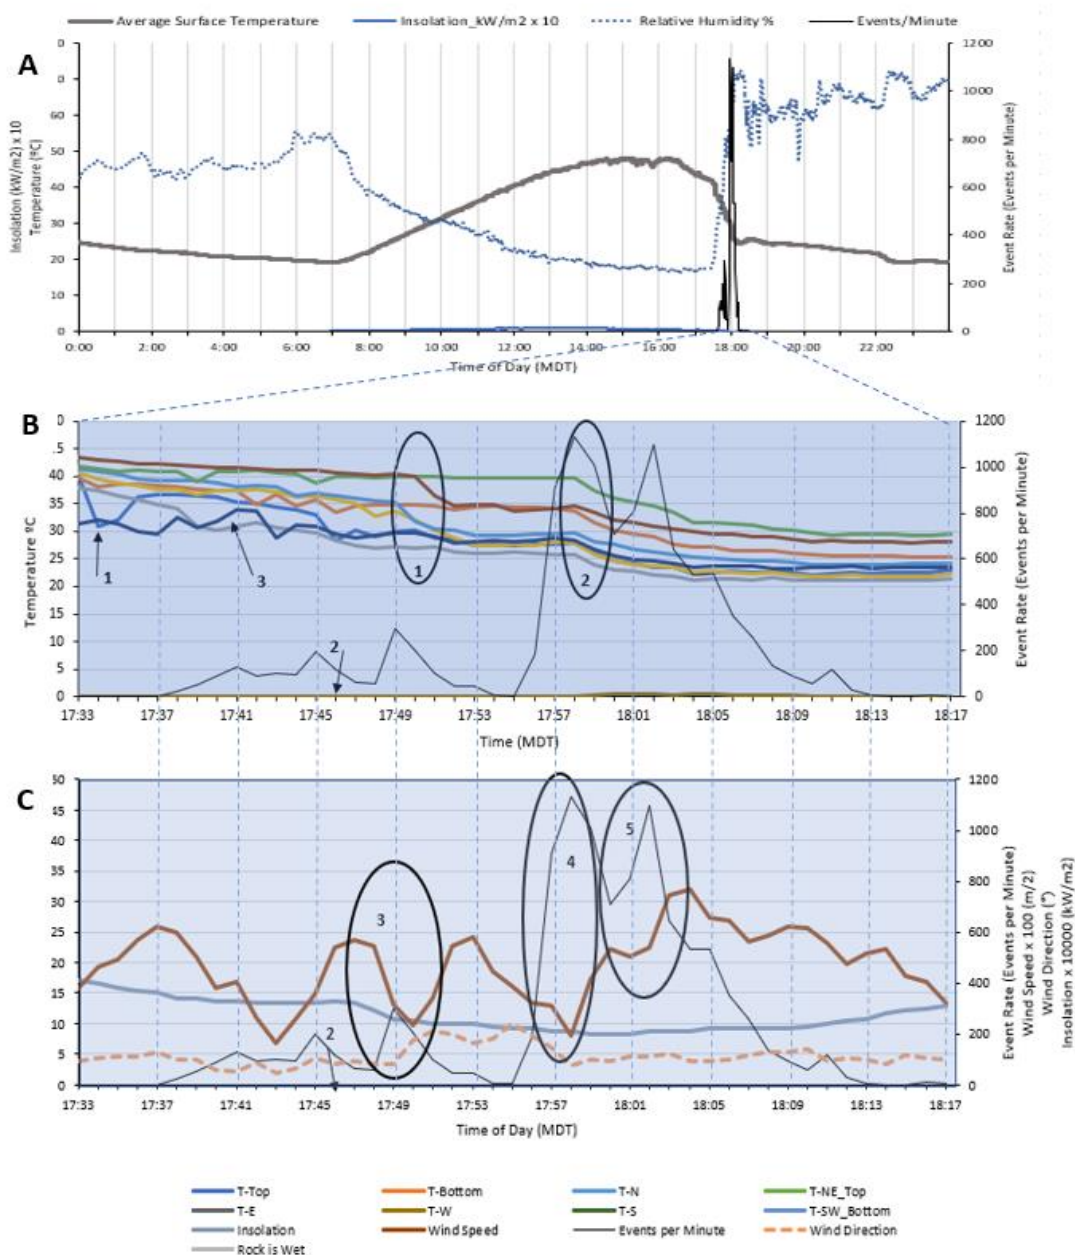 Average Surface Temperature Insolation_kW/m2 x 10 Relative Humidity % Events/Minute
A
Insolation (kW/m2) x 10
Temperature (ºC)
0
0
60
50
40
30
20
10
0
1200
1000
800
600
400
200
0
Event Rate (Events per Minute)
0:00 2:00 4:00 6:00 8:00 10:00 12:00 14:00 16:00 18:00 20:00 22:00
Time of Day (MDT)
B
Temperature ºC
0
.5
40
35
30
25
20
15
10
5
0
1200
1000
800
600
400
200
0
Event Rate (Events per Minute)
1
3
2
1
2
17:33 17:37 17:41 17:45 17:49 17:53 17:57 18:01 18:05 18:09 18:13 18:17
Time (MDT)
C
50
45
40
35
30
25
20
15
10
5
0
1200
1000
800
600
400
200
0
Event Rate (Events per Minute)
Wind Speed x 100 (m/2)
Wind Direction (°)
Insolation x 10000 (kW/m2)
2
3
4
5
17:33 17:37 17:41 17:45 17:49 17:53 17:57 18:01 18:05 18:09 18:13 18:17
Time of Day (MDT)
T-Top T-Bottom T-N T-NE_Top
T-E T-W T-S T-SW_Bottom
Insolation Wind Speed Events per Minute Wind Direction
Rock is Wet